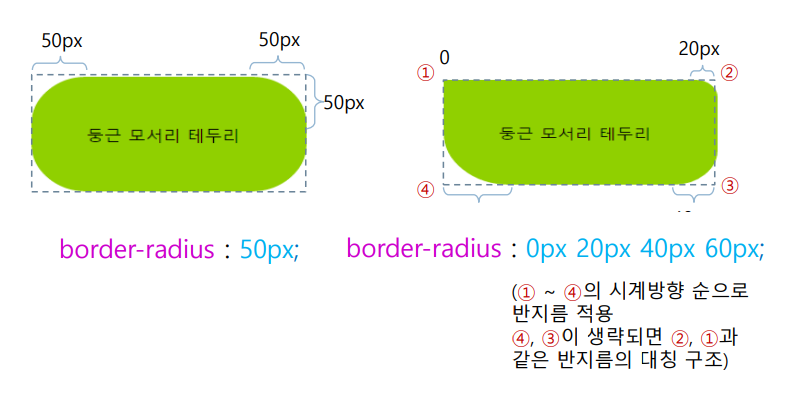 50px
50px
50px
둥근 모서리 테두리
border-radius : 50px;
0
20px
①
②
둥근 모서리 테두리
④
③
border-radius : 0px 20px 40px 60px;
(① ~ ④의 시계방향 순으로
반지름 적용
④, ③이 생략되면 ②, ①과
같은 반지름의 대칭 구조)